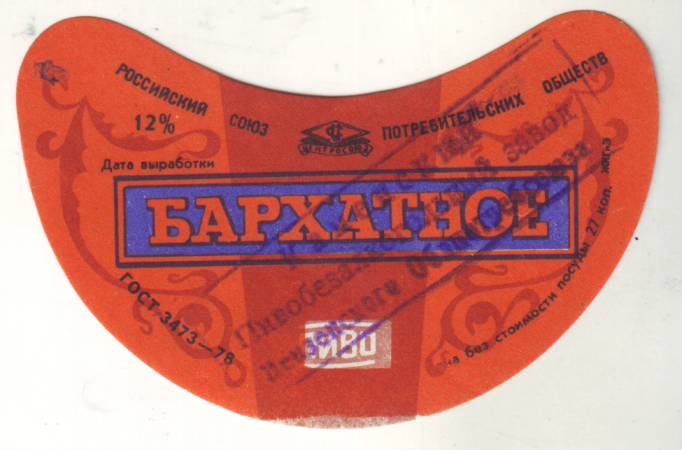 РОССИЙСКИЙ СОЮЗ ПОТРЕБИТЕЛЬСКИХ ОБЩЕСТВ
12%
ЦЕНТРОСОЮЗ
Дата выработки
БАРХАТНОЕ
ГОСТ 3473—78
без стоимости посуды 27 коп.
ПИВО
завод
Пивобезалкогольный